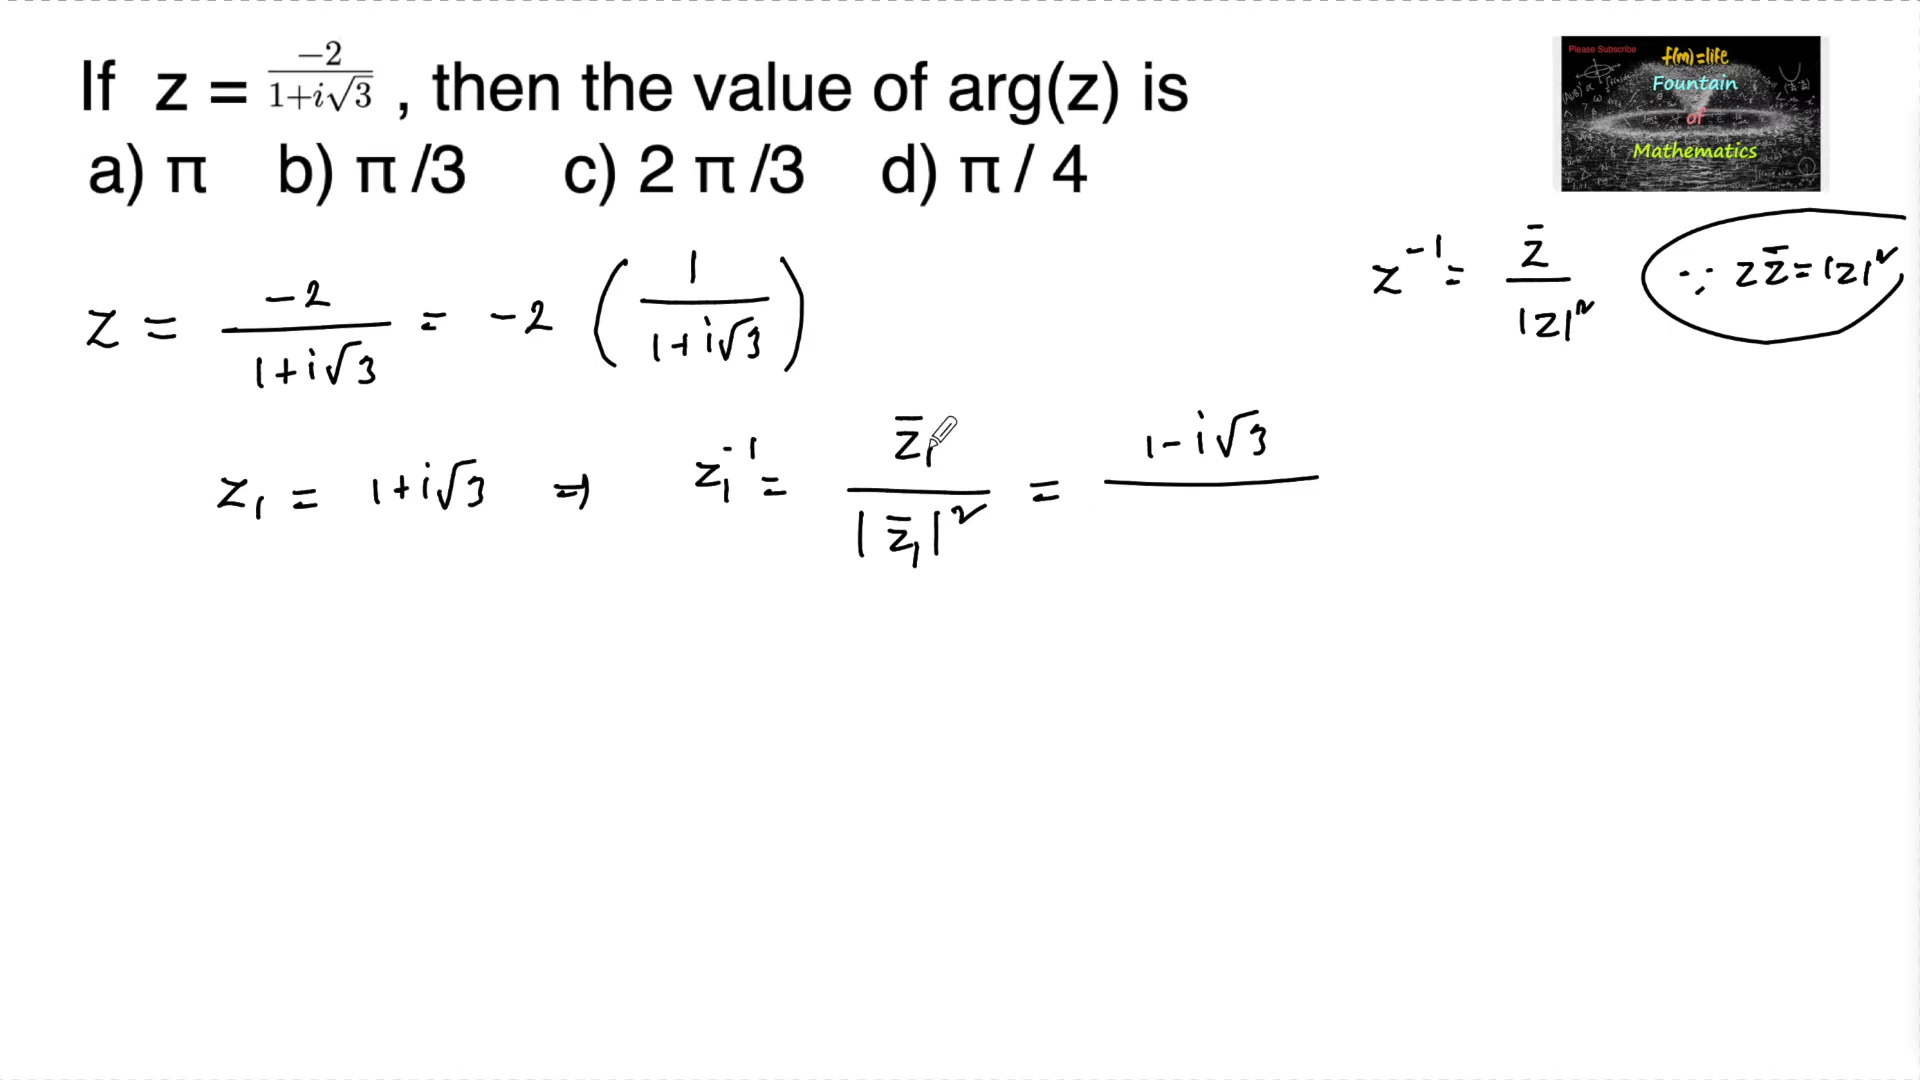 If z = -2/(1+i√3) , then the value of arg(z) is
a) π b) π /3 c) 2 π /3 d) π / 4
Please Subscribe
f(m)=life
Fountain
of
Mathematics
z⁻¹ = z̄/|z|² ∵ z z̄ = |z|²
z = -2/(1+i√3) = -2 (1/(1+i√3))
z₁ = 1+i√3 ⇒ z₁⁻¹ = z̄₁/|z̄₁|² = 1-i√3